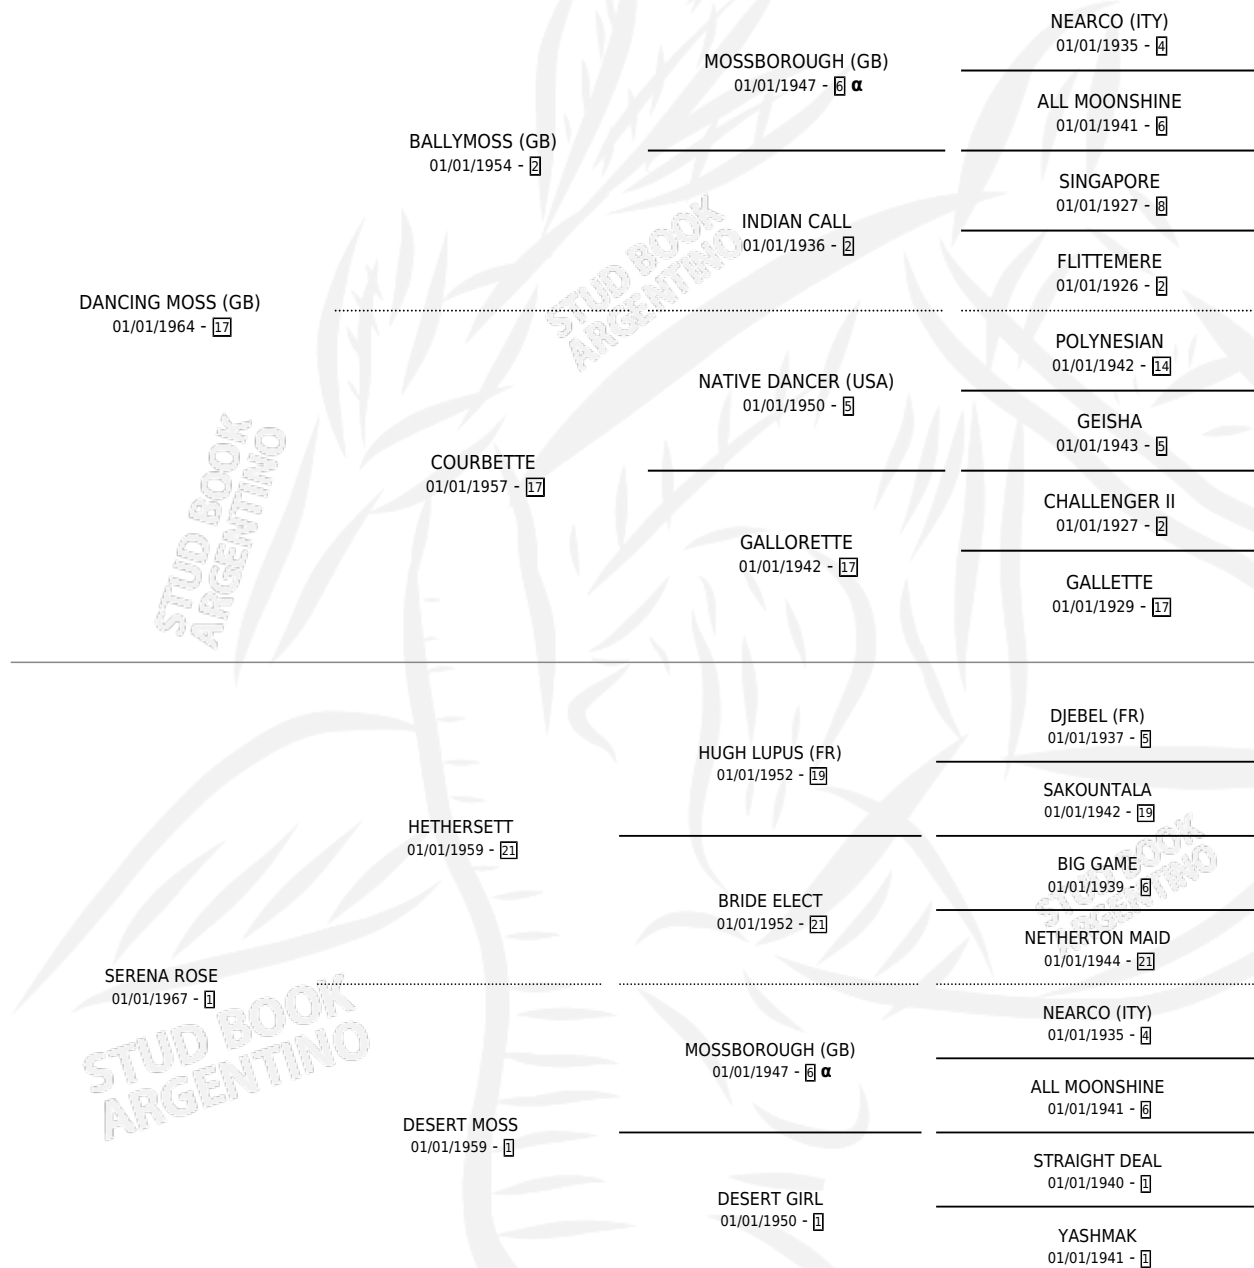 NEARCO (ITY)
01/01/1935 - 4
MOSSBOROUGH (GB)
01/01/1947 - 6 α
ALL MOONSHINE
01/01/1941 - 6
BALLYMOSS (GB)
01/01/1954 - 2
SINGAPORE
01/01/1927 - 8
INDIAN CALL
01/01/1936 - 2
FLITTEMERE
01/01/1926 - 2
DANCING MOSS (GB)
01/01/1964 - 17
POLYNESIAN
01/01/1942 - 14
NATIVE DANCER (USA)
01/01/1950 - 5
GEISHA
01/01/1943 - 5
COURBETTE
01/01/1957 - 17
CHALLENGER II
01/01/1927 - 2
GALLORETTE
01/01/1942 - 17
GALLETTE
01/01/1929 - 17
DJEBEL (FR)
01/01/1937 - 5
HUGH LUPUS (FR)
01/01/1952 - 19
SAKOUNTALA
01/01/1942 - 19
HETHERSETT
01/01/1959 - 21
BIG GAME
01/01/1939 - 6
BRIDE ELECT
01/01/1952 - 21
NETHERTON MAID
01/01/1944 - 21
SERENA ROSE
01/01/1967 - 1
NEARCO (ITY)
01/01/1935 - 4
MOSSBOROUGH (GB)
01/01/1947 - 6 α
ALL MOONSHINE
01/01/1941 - 6
DESERT MOSS
01/01/1959 - 1
STRAIGHT DEAL
01/01/1940 - 1
DESERT GIRL
01/01/1950 - 1
YASHMAK
01/01/1941 - 1
STUD BOOK
ARGENTINO
STUD BOOK
ARGENTINO
STUD BOOK
ARGENTINO
STUD BOOK
ARGENTINO